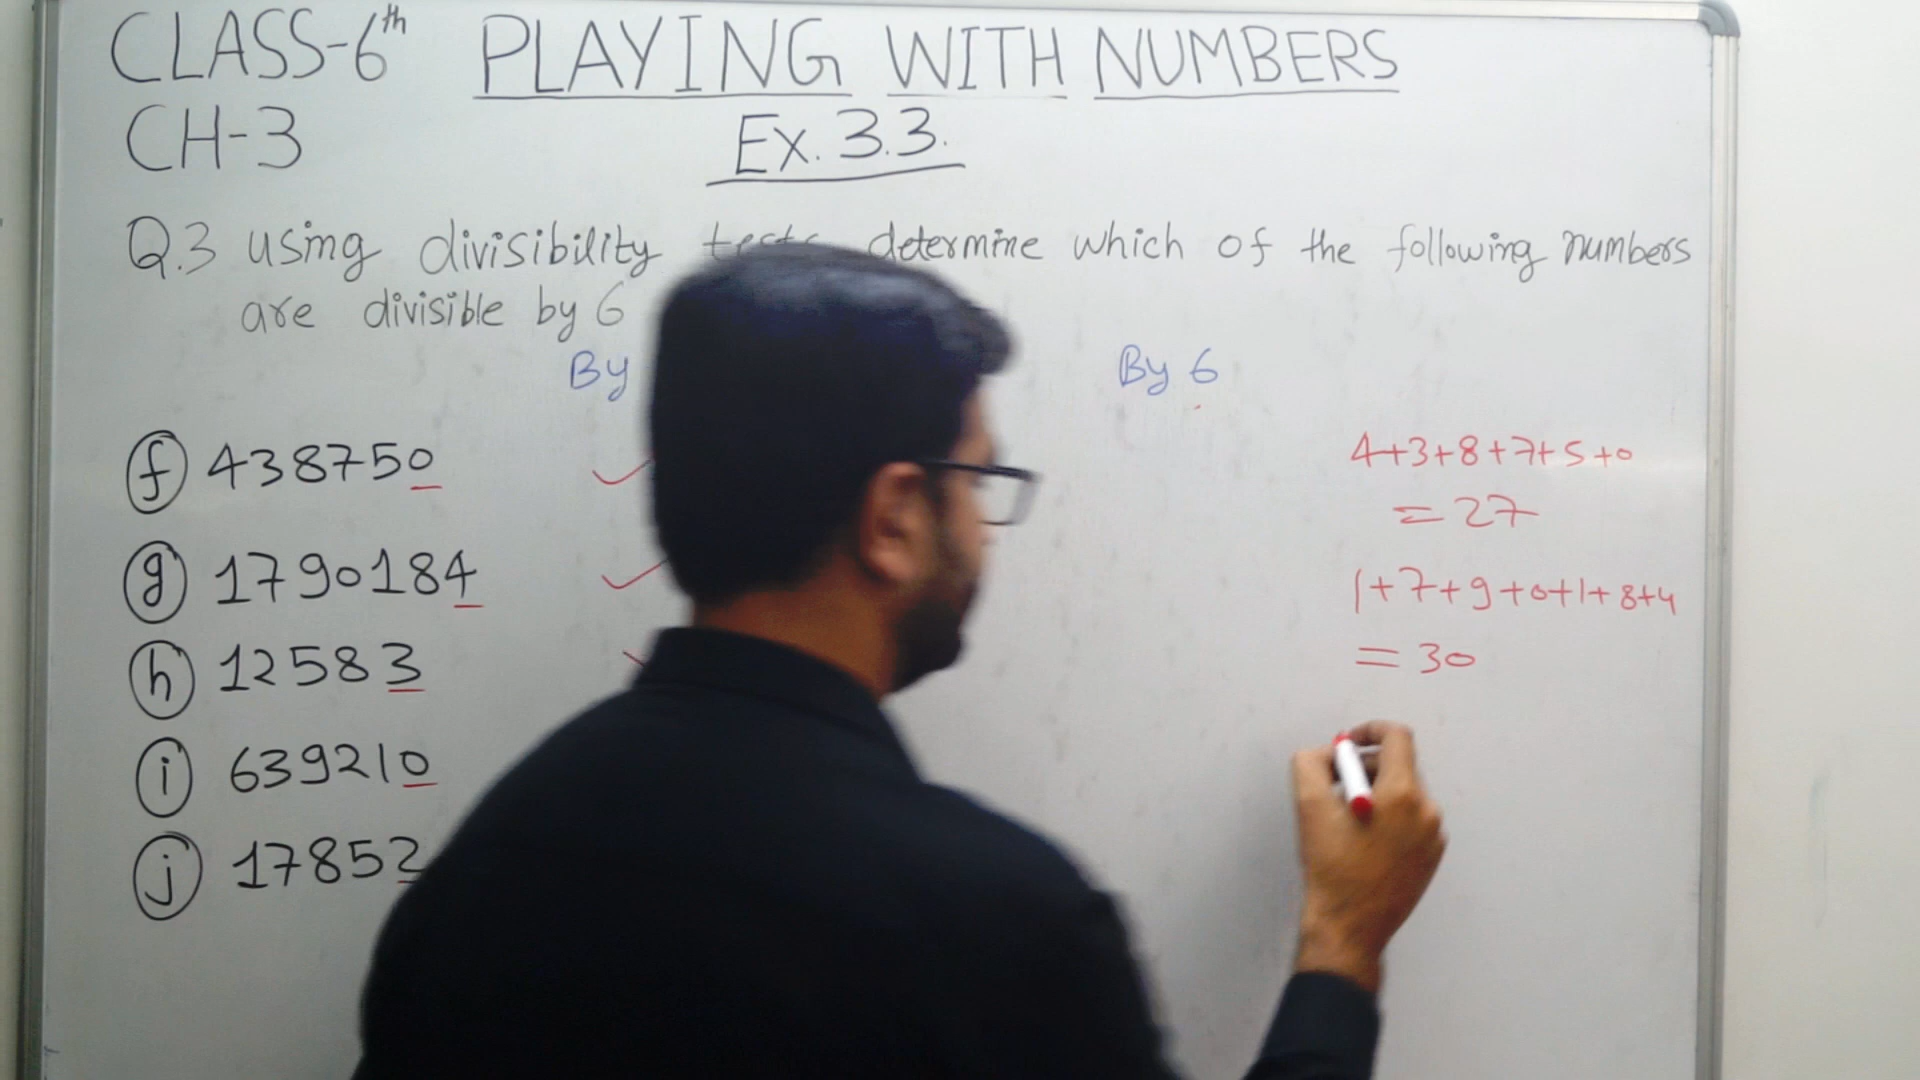 CLASS-6th PLAYING WITH NUMBERS
CH-3 Ex. 3.3.
Q.3 using divisibility tests determine which of the following numbers
are divisible by 6
By By 6
f 438750 4+3+8+7+5+0
= 27
g 1790184 1+7+9+0+1+8+4
= 30
h 12583
i 639210
j 17852